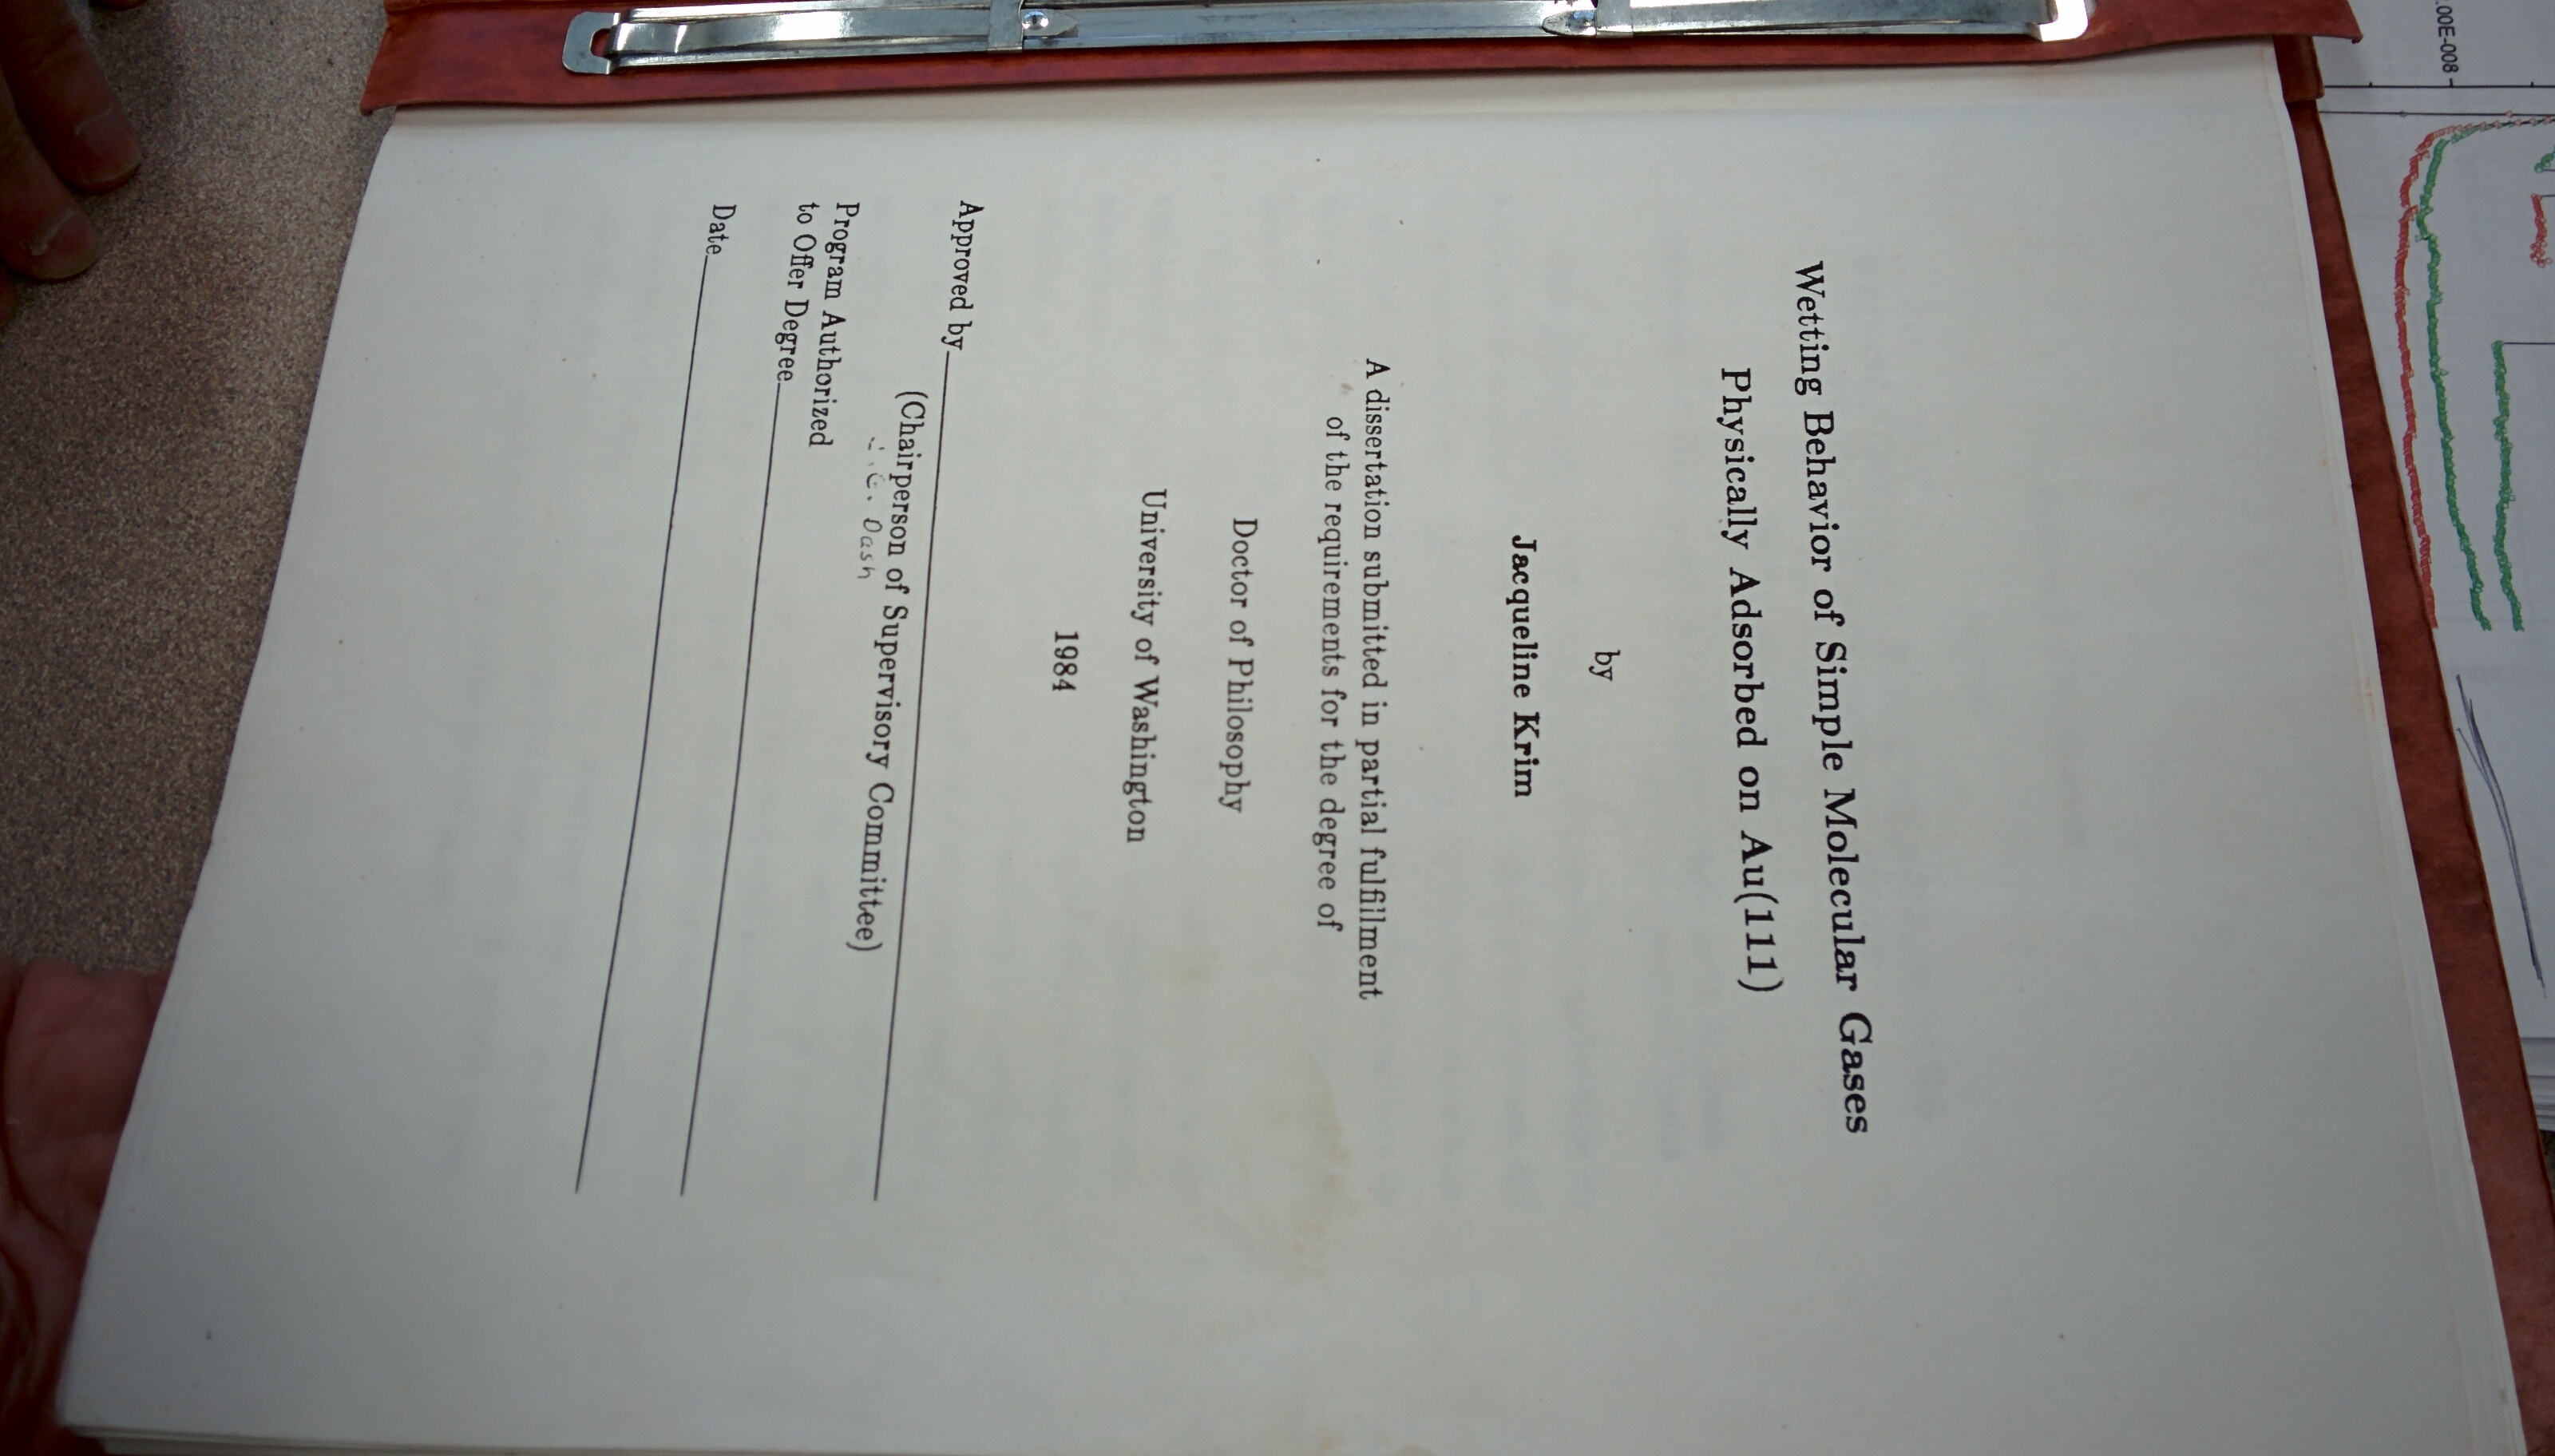 Wetting Behavior of Simple Molecular Gases
Physically Adsorbed on Au(111)
by
Jacqueline Krim
A dissertation submitted in partial fulfillment
of the requirements for the degree of
Doctor of Philosophy
University of Washington
1984
Approved by
(Chairperson of Supervisory Committee)
Dash
Program Authorized
to Offer Degree
Date
.00E-008